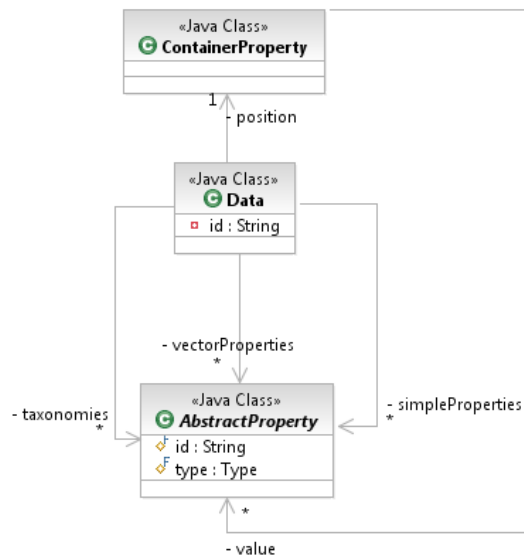 «Java Class»
C ContainerProperty
1
- position
«Java Class»
C Data
id : String
- vectorProperties
*
«Java Class»
C AbstractProperty
F id : String
F type : Type
- taxonomies
*
- simpleProperties
*
*
- value